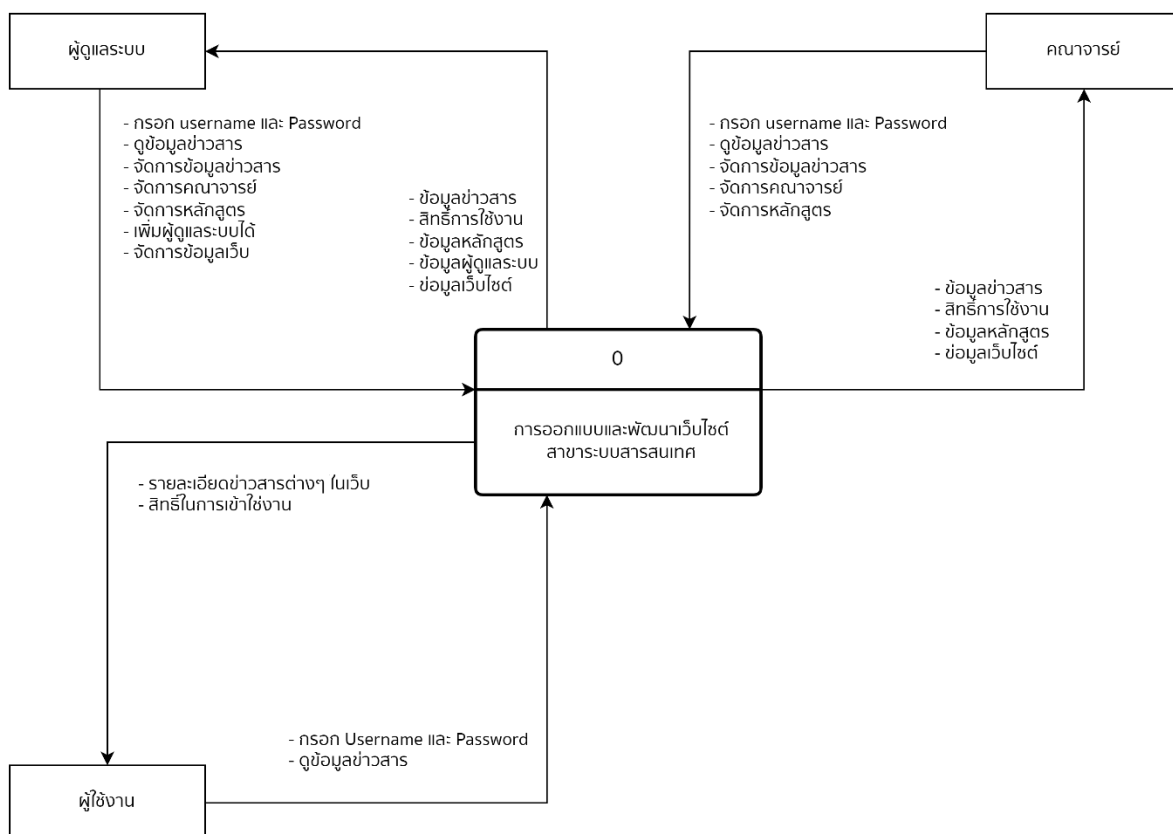 ผู้ดูแลระบบ
คณาจารย์
- กรอก username และ Password
- ดูข้อมูลข่าวสาร
- จัดการข้อมูลข่าวสาร
- จัดการคณาจารย์
- จัดการหลักสูตร
- เพิ่มผู้ดูแลระบบได้
- จัดการข้อมูลเว็บ
- ข้อมูลข่าวสาร
- สิทธิ์การใช้งาน
- ข้อมูลหลักสูตร
- ข้อมูลผู้ดูแลระบบ
- ข่อมูลเว็บไซต์
- กรอก username และ Password
- ดูข้อมูลข่าวสาร
- จัดการข้อมูลข่าวสาร
- จัดการคณาจารย์
- จัดการหลักสูตร
- ข้อมูลข่าวสาร
- สิทธิ์การใช้งาน
- ข้อมูลหลักสูตร
- ข่อมูลเว็บไซต์
0
การออกแบบและพัฒนาเว็บไซต์
สาขาระบบสารสนเทศ
- รายละเอียดข่าวสารต่างๆ ในเว็บ
- สิทธิ์ในการเข้าใช่งาน
- กรอก Username และ Password
- ดูข้อมูลข่าวสาร
ผู้ใช้งาน